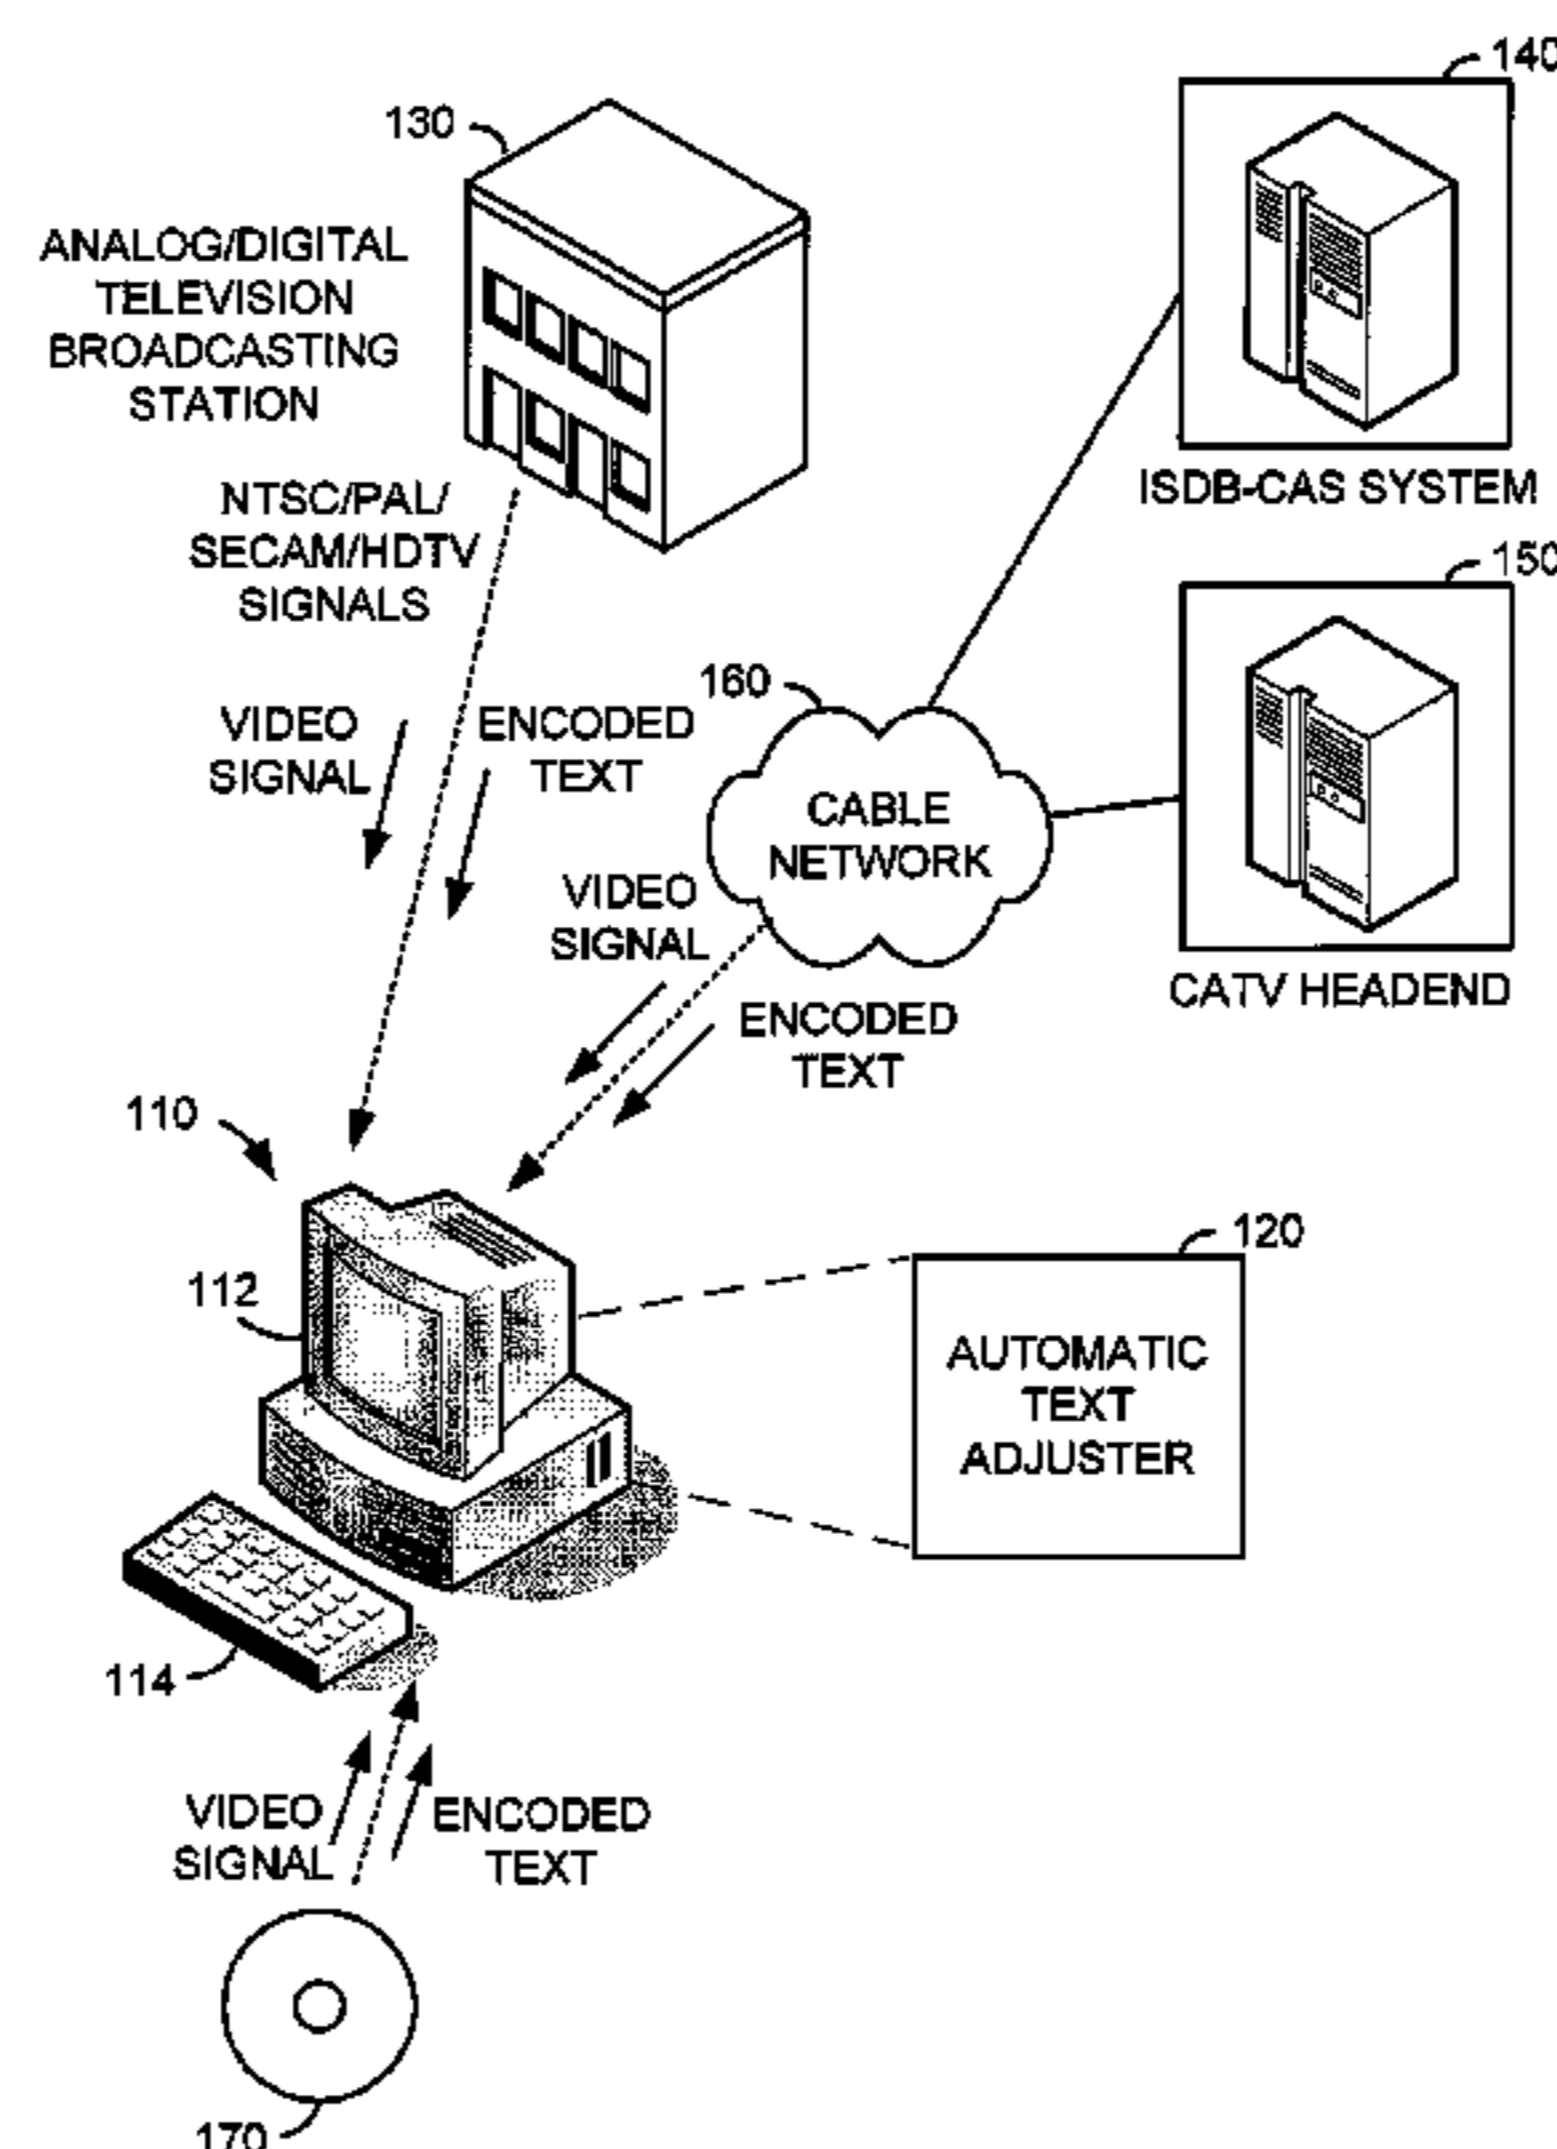 140
130
ANALOG/DIGITAL
TELEVISION
BROADCASTING
STATION
ISDB-CAS SYSTEM
NTSC/PAL/
SECAM/HDTV
SIGNALS
150
160
VIDEO
SIGNAL
ENCODED
TEXT
CABLE
NETWORK
VIDEO
SIGNAL
CATV HEADEND
ENCODED
TEXT
110
120
112
AUTOMATIC
TEXT
ADJUSTER
114
VIDEO
SIGNAL
ENCODED
TEXT
170